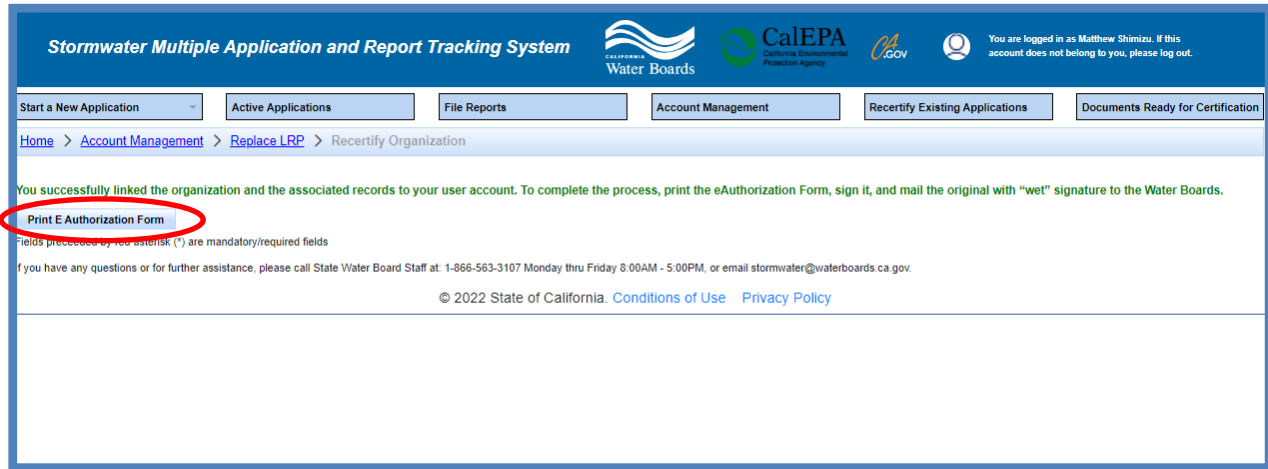 Stormwater Multiple Application and Report Tracking System
CALIFORNIA
Water Boards
CalEPA
California Environmental
Protection Agency
CA.GOV
You are logged in as Matthew Shimizu. If this
account does not belong to you, please log out.
Start a New Application
Active Applications
File Reports
Account Management
Recertify Existing Applications
Documents Ready for Certification
Home > Account Management > Replace LRP > Recertify Organization
You successfully linked the organization and the associated records to your user account. To complete the process, print the eAuthorization Form, sign it, and mail the original with “wet” signature to the Water Boards.
Print E Authorization Form
Fields preceeded by red asterisk (*) are mandatory/required fields
If you have any questions or for further assistance, please call State Water Board Staff at: 1-866-563-3107 Monday thru Friday 8:00AM - 5:00PM, or email stormwater@waterboards.ca.gov.
© 2022 State of California. Conditions of Use Privacy Policy